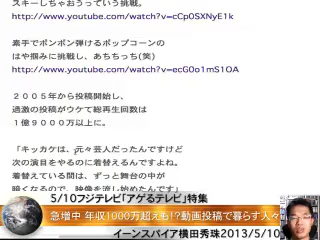 スキーしちゃおうっていう挑戦。
http://www.youtube.com/watch?v=cCp0SXNyE1k
素手でポンポン弾けるポップコーンの
はや掴みに挑戦し、あちちっち(笑)
http://www.youtube.com/watch?v=ecG0o1mS1OA
２００５年から投稿開始し、
過激の投稿がウケて総再生回数は
１億９０００万以上に。
「キッカケは、元々芸人だったんですけど
次の演目をやるのに着替えるんですよね。
着替えている間は、ずっと舞台の中が
暗くなるので、映像を流し始めたんです」
5/10フジテレビ「アゲるテレビ」特集
急増中 年収1000万超えも!?動画投稿で暮らす人々
イーンスパイア横田秀珠2013/5/10